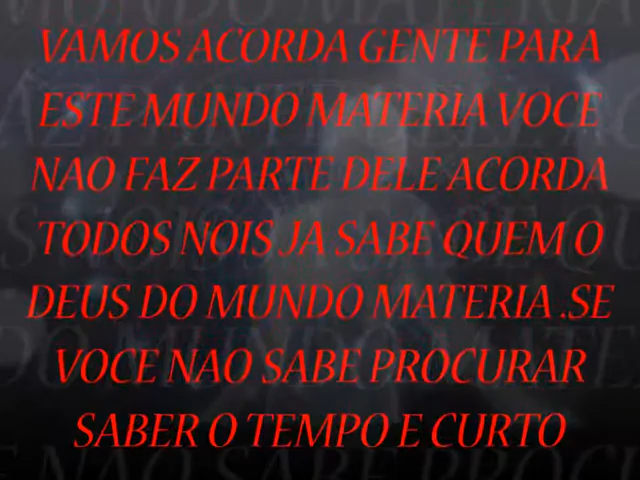 VAMOS ACORDA GENTE PARA
ESTE MUNDO MATERIA VOCE
NAO FAZ PARTE DELE ACORDA
TODOS NOIS JA SABE QUEM O
DEUS DO MUNDO MATERIA .SE
VOCE NAO SABE PROCURAR
SABER O TEMPO E CURTO